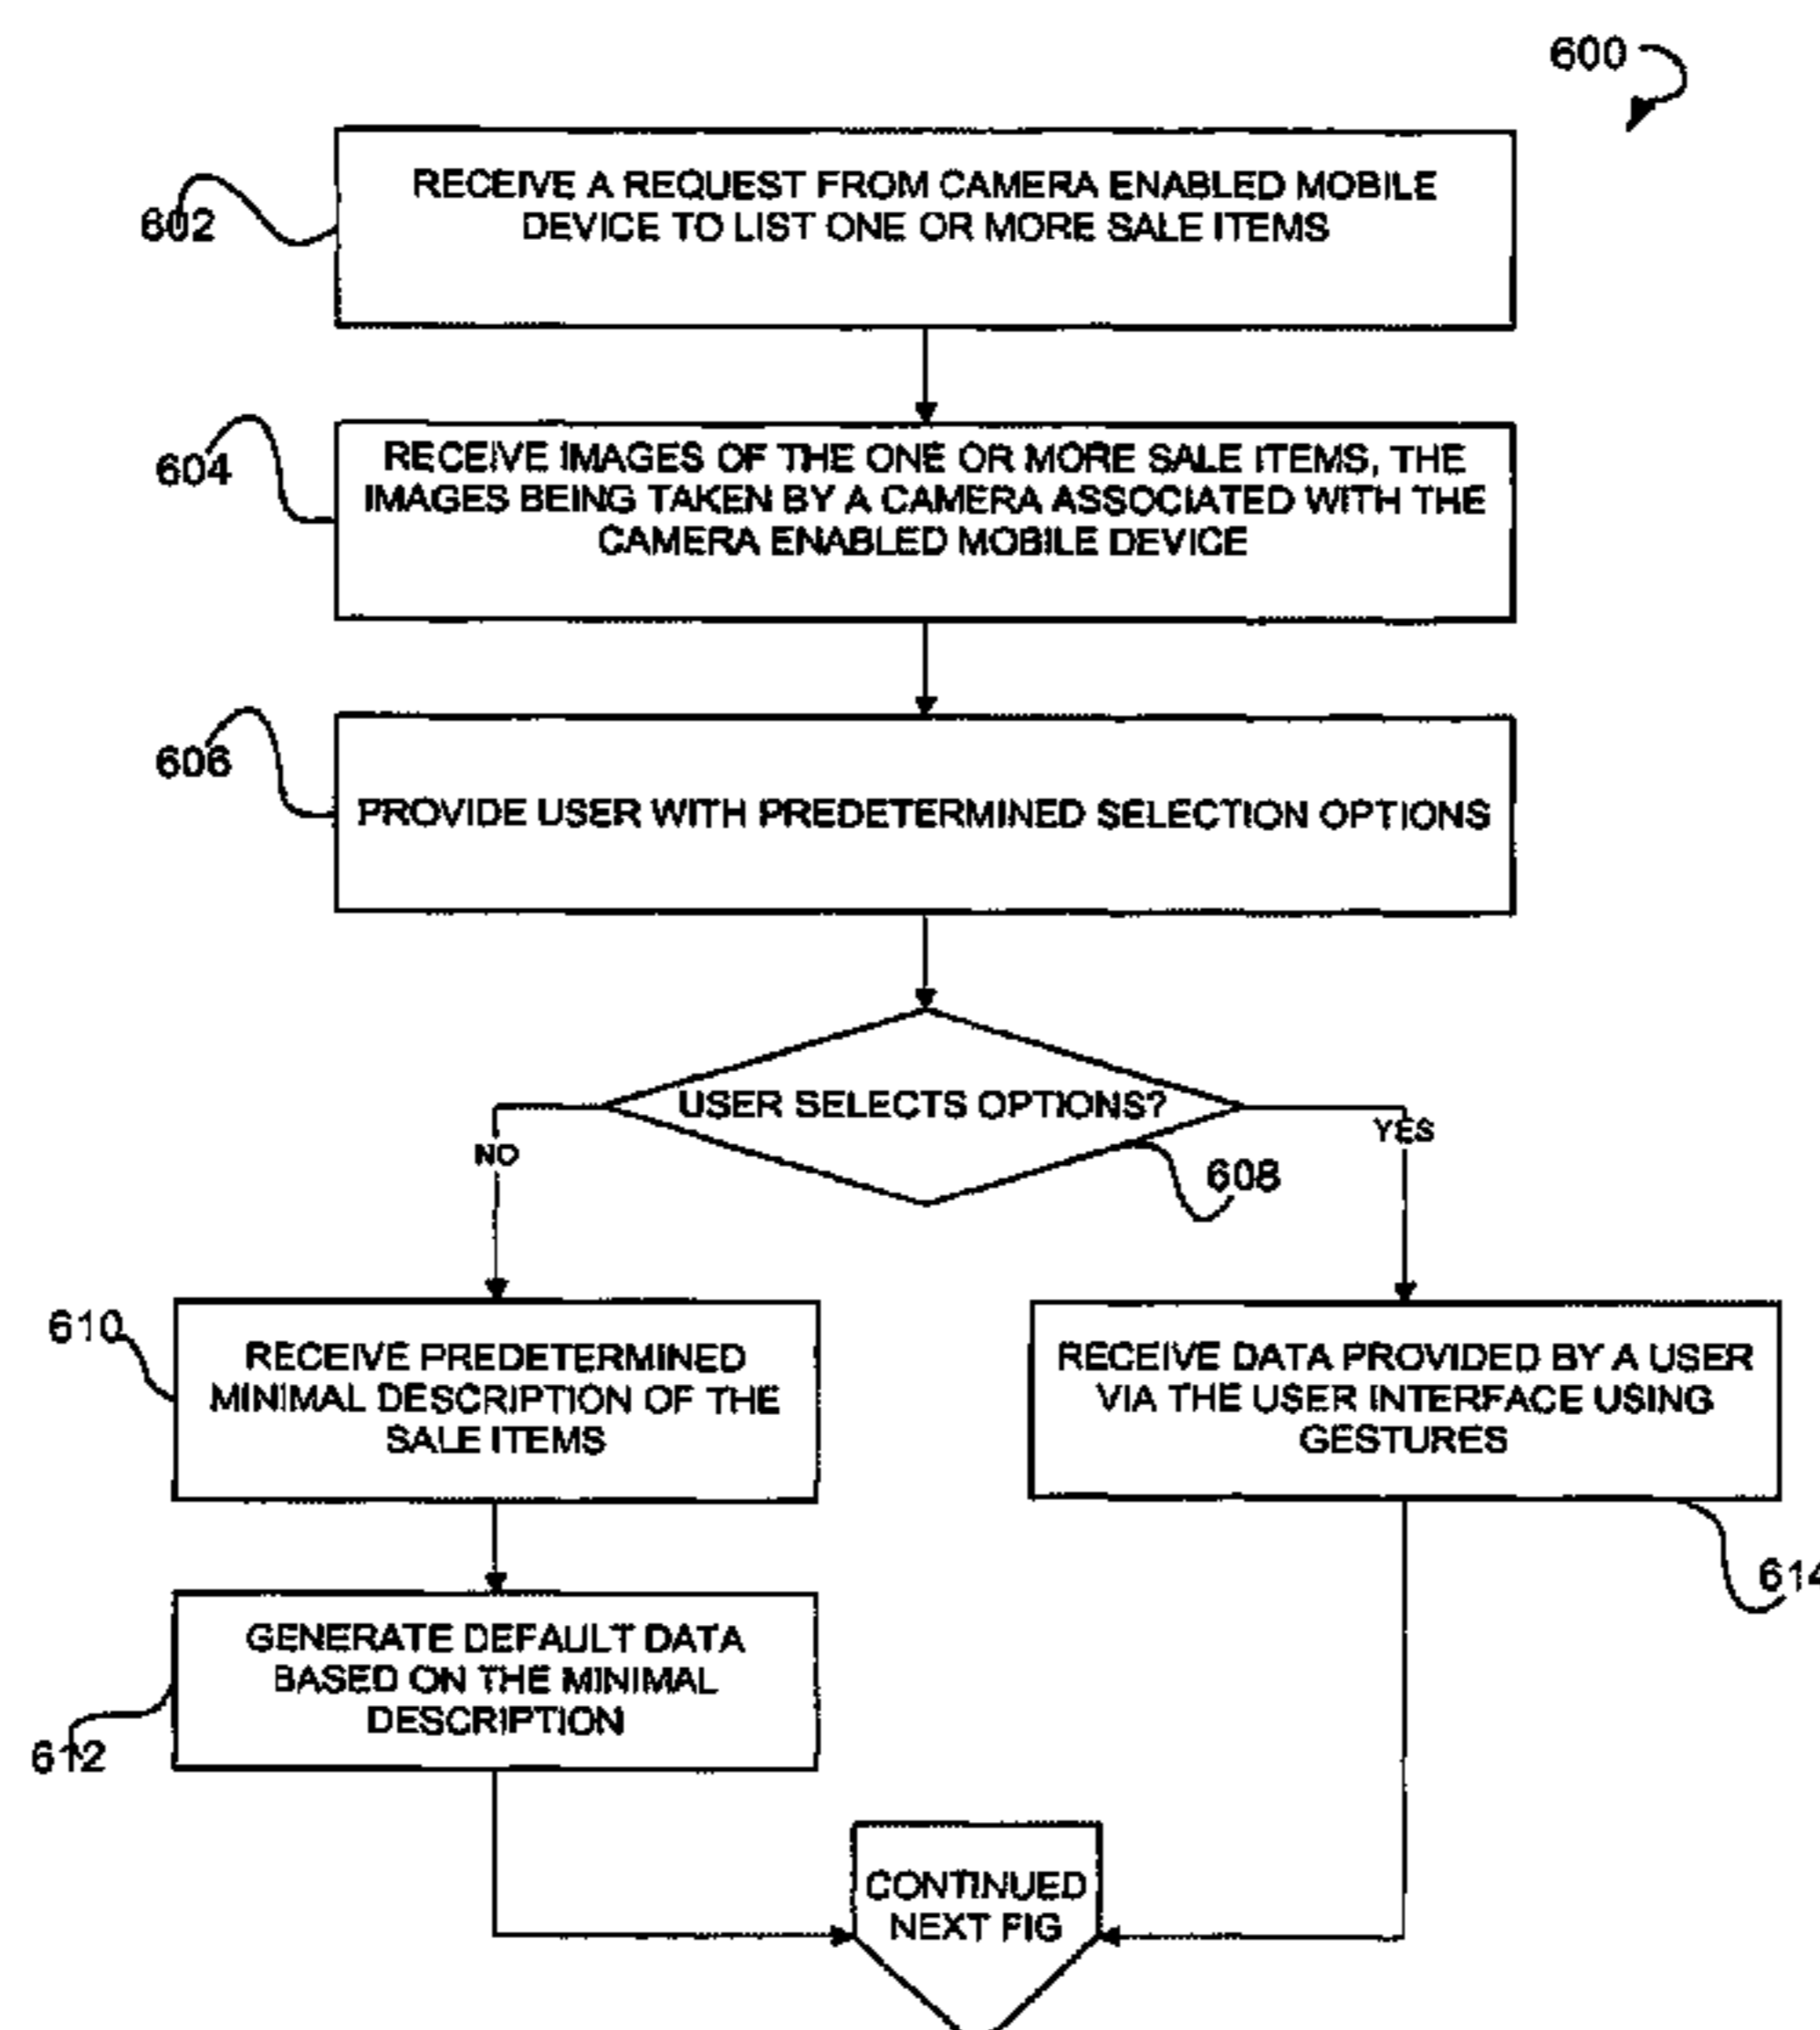 600
RECEIVE A REQUEST FROM CAMERA ENABLED MOBILE
DEVICE TO LIST ONE OR MORE SALE ITEMS
602
RECEIVE IMAGES OF THE ONE OR MORE SALE ITEMS, THE
IMAGES BEING TAKEN BY A CAMERA ASSOCIATED WITH THE
CAMERA ENABLED MOBILE DEVICE
604
PROVIDE USER WITH PREDETERMINED SELECTION OPTIONS
606
USER SELECTS OPTIONS?
NO
YES
608
610
RECEIVE PREDETERMINED
MINIMAL DESCRIPTION OF THE
SALE ITEMS
RECEIVE DATA PROVIDED BY A USER
VIA THE USER INTERFACE USING
GESTURES
614
GENERATE DEFAULT DATA
BASED ON THE MINIMAL
DESCRIPTION
612
CONTINUED
NEXT FIG